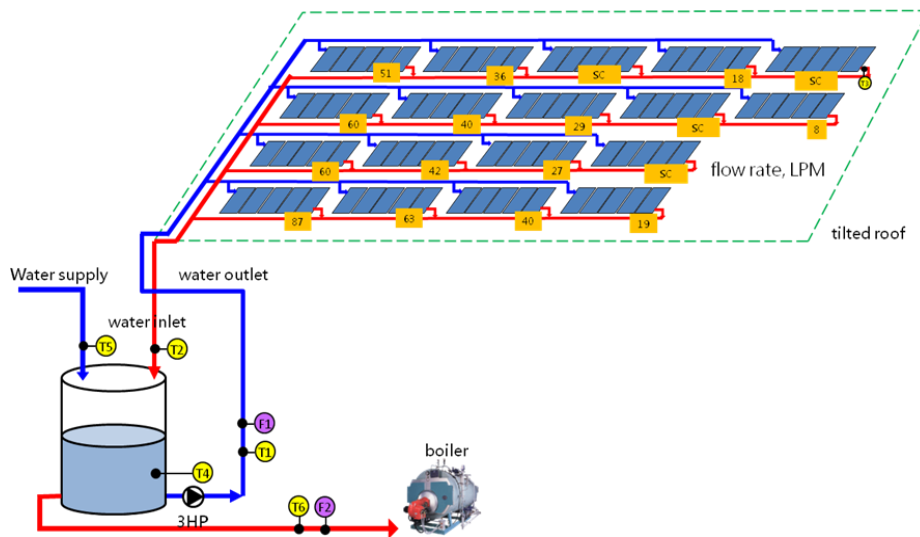 51
36
SC
18
SC
T3
60
40
29
SC
8
60
42
27
SC
flow rate, LPM
87
63
40
19
tilted roof
Water supply
water outlet
water inlet
T5
T2
F1
T1
T4
boiler
3HP
T6
F2